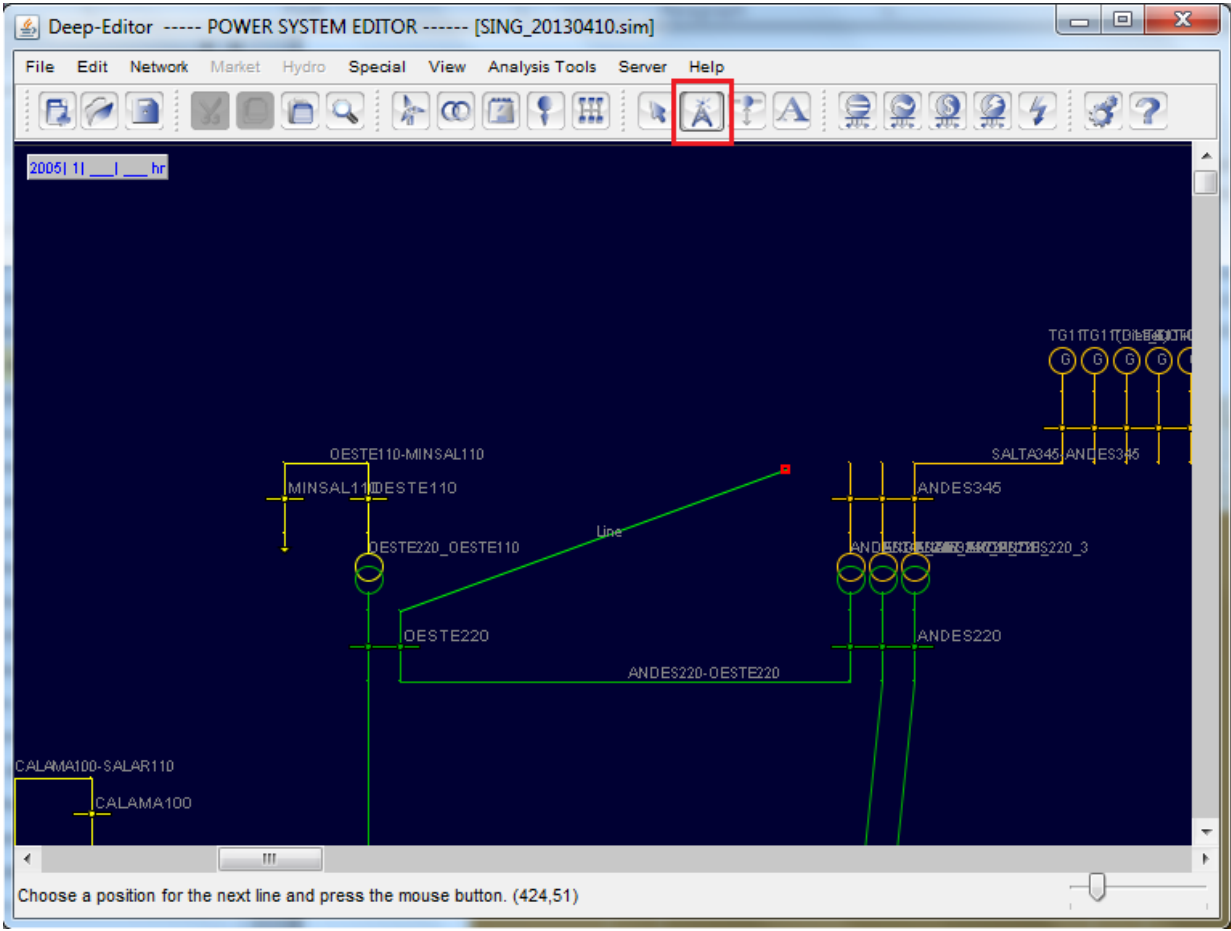 Deep-Editor ----- POWER SYSTEM EDITOR ------ [SING_20130410.sim]
File Edit Network Market Hydro Special View Analysis Tools Server Help
2005| 1| ___| ___ hr
G G G G
OESTE110-MINSAL110
SALTA345-ANDES345
MINSAL110
OESTE110
ANDES345
Line
OESTE220_OESTE110
OESTE220
ANDES220
ANDES220-OESTE220
CALAMA100-SALAR110
CALAMA100
Choose a position for the next line and press the mouse button. (424,51)